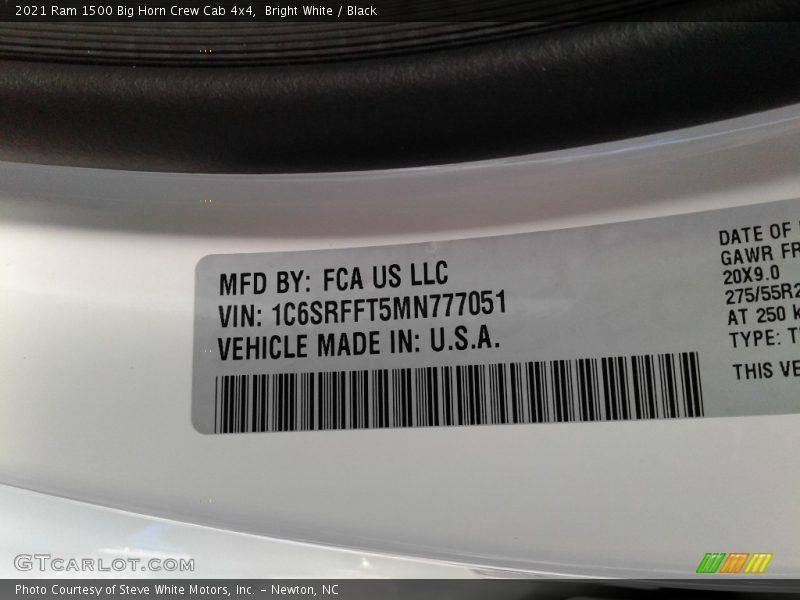 2021 Ram 1500 Big Horn Crew Cab 4x4,  Bright White / Black
MFD BY: FCA US LLC
VIN: 1C6SRFFT5MN777051
VEHICLE MADE IN: U.S.A.
DATE OF
GAWR FR
20X9.0
275/55R2
AT 250 k
TYPE: T
THIS VE
GTCARLOT.COM
Photo Courtesy of Steve White Motors, Inc. – Newton, NC